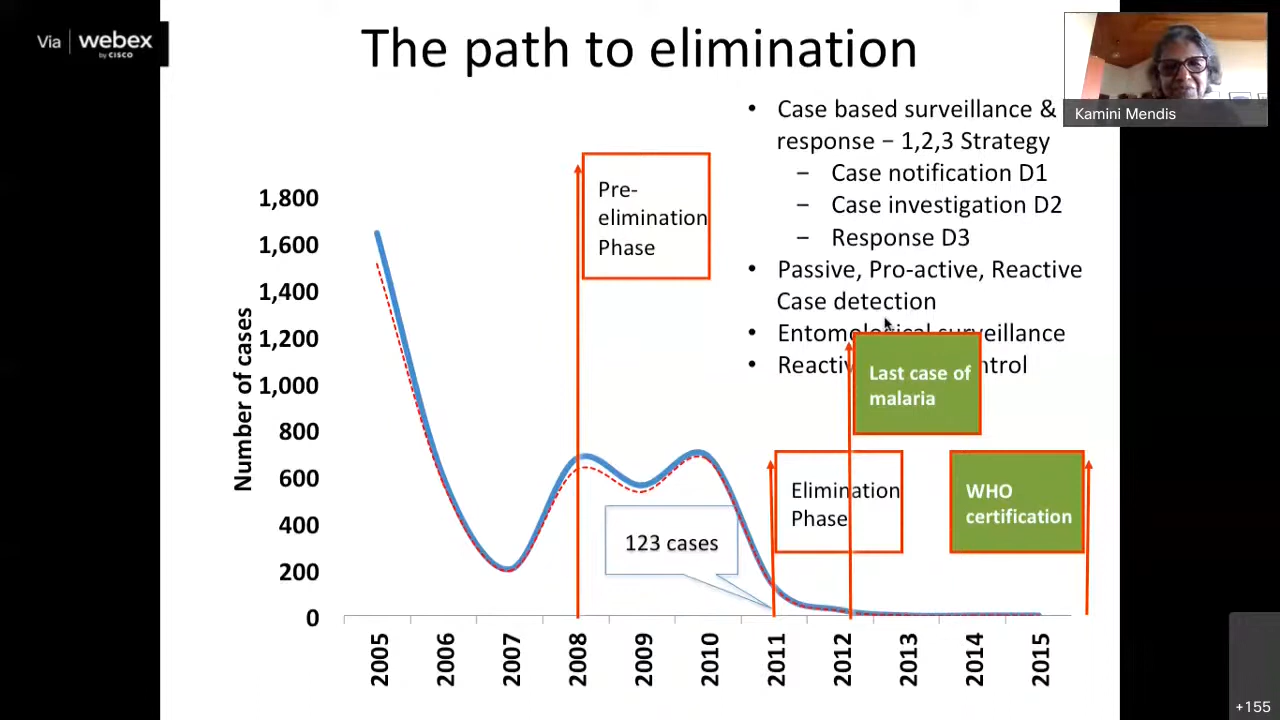 Via webex
by CISCO
The path to elimination
Kamini Mendis
• Case based surveillance &
response – 1,2,3 Strategy
– Case notification D1
– Case investigation D2
– Response D3
• Passive, Pro-active, Reactive
Case detection
• Entomological surveillance
• Reactiv ntrol
Pre-
elimination
Phase
Last case of
malaria
Elimination
Phase
WHO
certification
123 cases
Number of cases
1,800
1,600
1,400
1,200
1,000
800
600
400
200
0
2005
2006
2007
2008
2009
2010
2011
2012
2013
2014
2015
+155